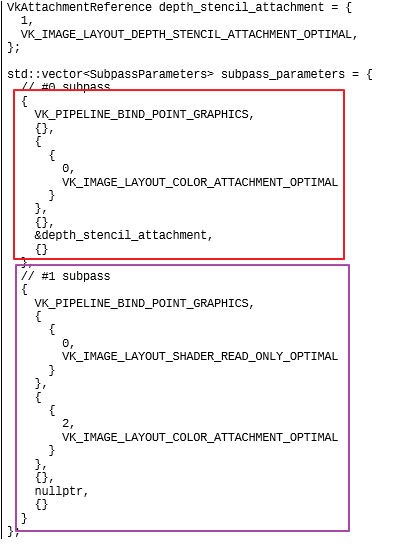 VkAttachmentReference depth_stencil_attachment = {
  1,
  VK_IMAGE_LAYOUT_DEPTH_STENCIL_ATTACHMENT_OPTIMAL,
};

std::vector<SubpassParameters> subpass_parameters = {
  // #0 subpass
  {
    VK_PIPELINE_BIND_POINT_GRAPHICS,
    {},
    {
      {
        0,
        VK_IMAGE_LAYOUT_COLOR_ATTACHMENT_OPTIMAL
      }
    },
    {},
    &depth_stencil_attachment,
    {}
  },
  // #1 subpass
  {
    VK_PIPELINE_BIND_POINT_GRAPHICS,
    {
      {
        0,
        VK_IMAGE_LAYOUT_SHADER_READ_ONLY_OPTIMAL
      }
    },
    {
      {
        2,
        VK_IMAGE_LAYOUT_COLOR_ATTACHMENT_OPTIMAL
      }
    },
    {},
    nullptr,
    {}
  }
};